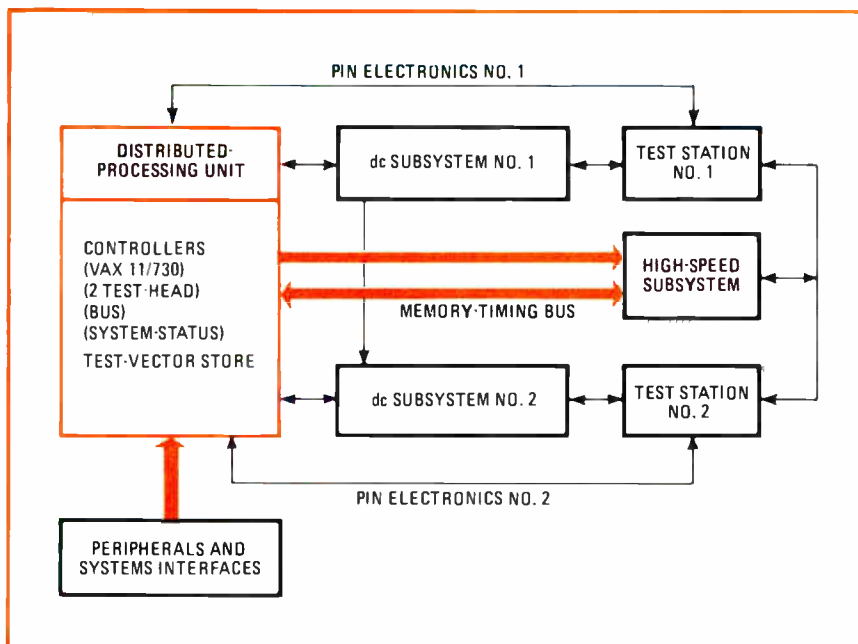 PIN ELECTRONICS NO. 1
DISTRIBUTED-
PROCESSING UNIT
dc SUBSYSTEM NO. 1
TEST STATION
NO. 1
CONTROLLERS
(VAX 11/730)
(2 TEST-HEAD)
(BUS)
(SYSTEM-STATUS)
TEST-VECTOR STORE
HIGH-SPEED
SUBSYSTEM
MEMORY-TIMING BUS
dc SUBSYSTEM NO. 2
TEST STATION
NO. 2
PIN ELECTRONICS NO. 2
PERIPHERALS AND
SYSTEMS INTERFACES